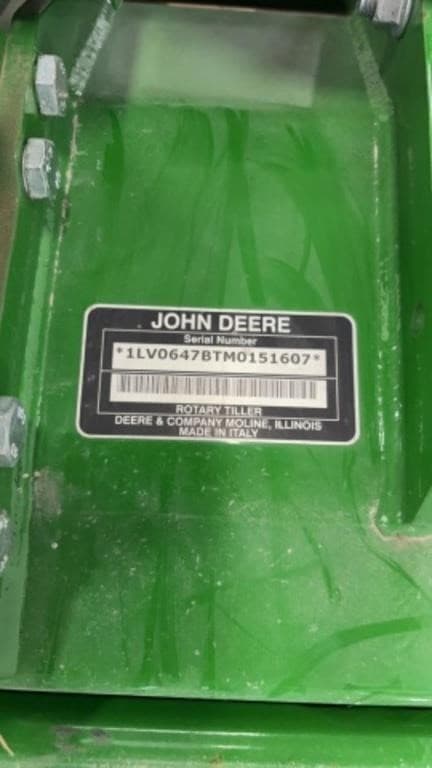 JOHN DEERE
Serial Number
*1LV0647BTM0151607*
ROTARY TILLER
DEERE & COMPANY MOLINE, ILLINOIS
MADE IN ITALY